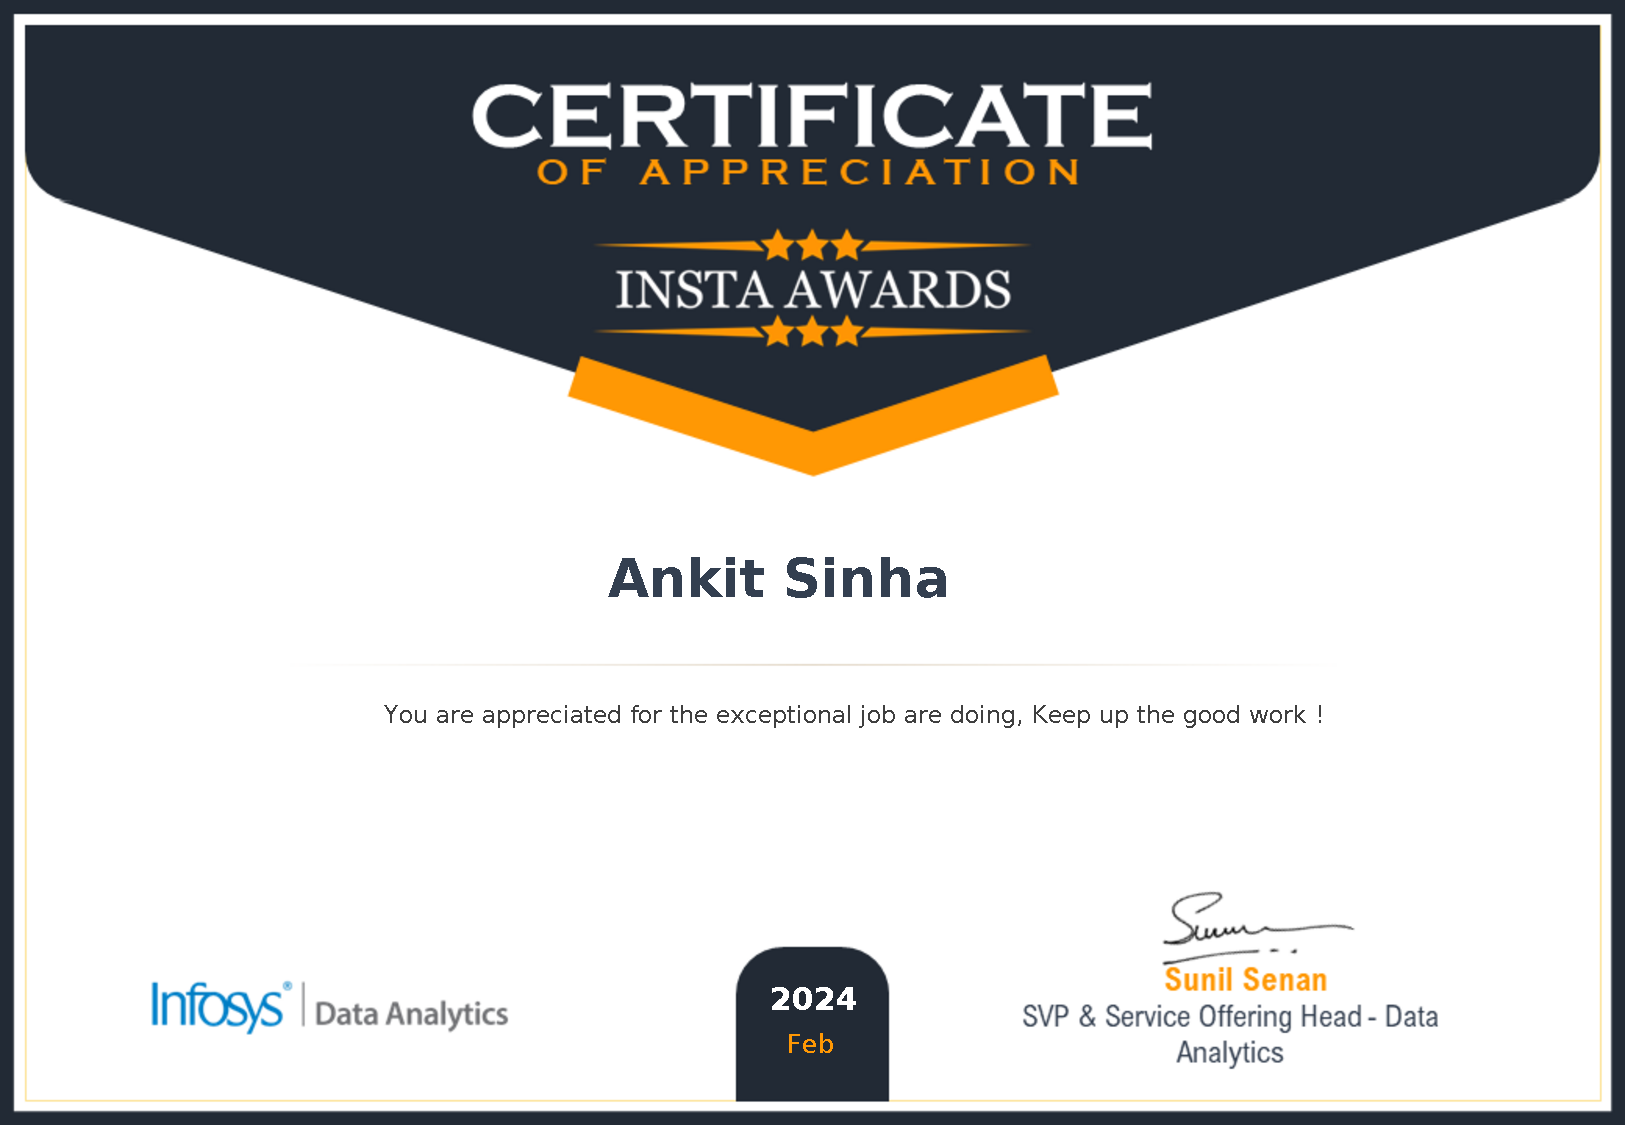 CERTIFICATE
OF APPRECIATION
INSTA AWARDS
Ankit Sinha
You are appreciated for the exceptional job are doing, Keep up the good work !
Infosys® | Data Analytics
2024
Feb
Sunil Senan
SVP & Service Offering Head - Data
Analytics